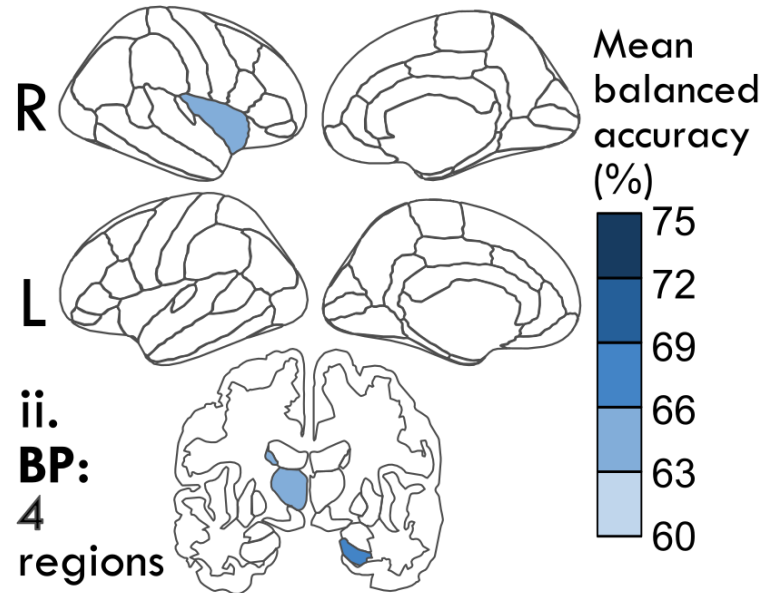 R
L
ii.
BP:
4
regions
Mean
balanced
accuracy
(%)
75
72
69
66
63
60